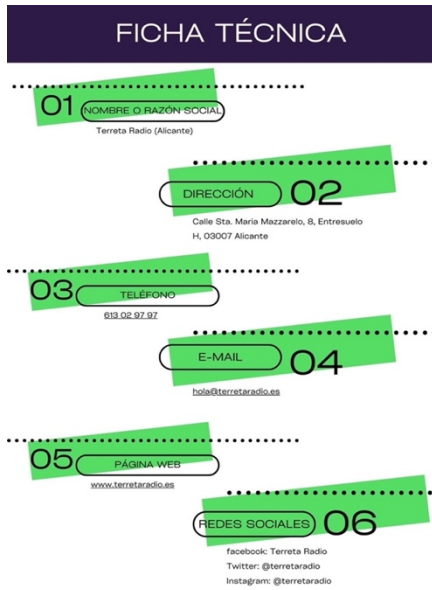 FICHA TÉCNICA
01 NOMBRE O RAZÓN SOCIAL
Terreta Radio (Alicante)
DIRECCIÓN 02
Calle Sta. María Mazzarelo, 8, Entresuelo
H, 03007 Alicante
03 TELÉFONO
613 02 97 97
E-MAIL 04
hola@terretaradio.es
05 PÁGINA WEB
www.terretaradio.es
REDES SOCIALES 06
facebook: Terreta Radio
Twitter: @terretaradio
Instagram: @terretaradio